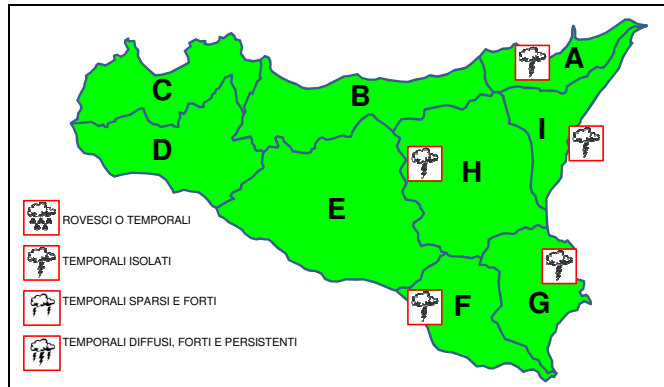 A
B
C
I
D
H
E
ROVESCI O TEMPORALI
TEMPORALI ISOLATI
F
G
TEMPORALI SPARSI E FORTI
TEMPORALI DIFFUSI, FORTI E PERSISTENTI